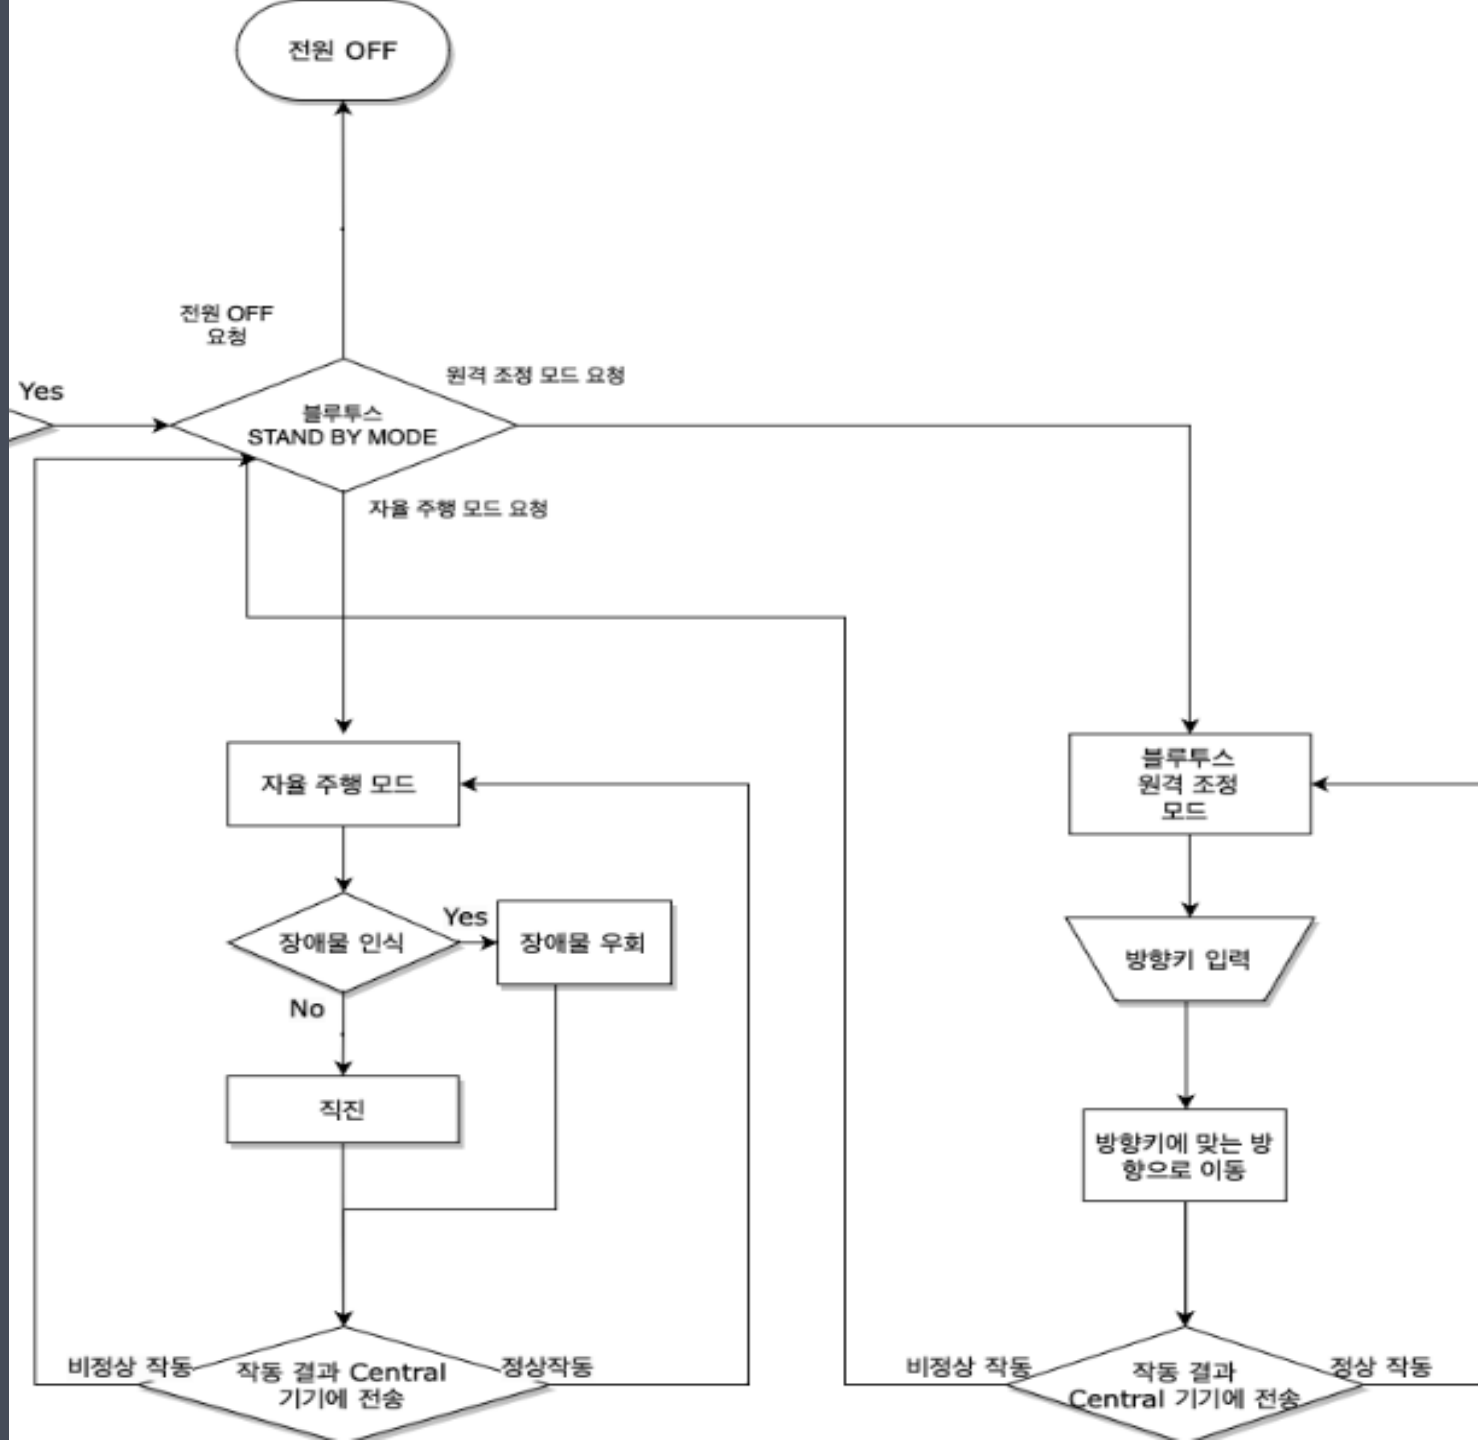 전원 OFF
전원 OFF
요청
원격 조정 모드 요청
Yes
블루투스
STAND BY MODE
자율 주행 모드 요청
자율 주행 모드
블루투스
원격 조정
모드
장애물 인식
Yes
장애물 우회
방향키 입력
No
직진
방향키에 맞는 방
향으로 이동
비정상 작동
작동 결과 Central
기기에 전송
정상작동
비정상 작동
작동 결과
Central 기기에 전송
정상 작동